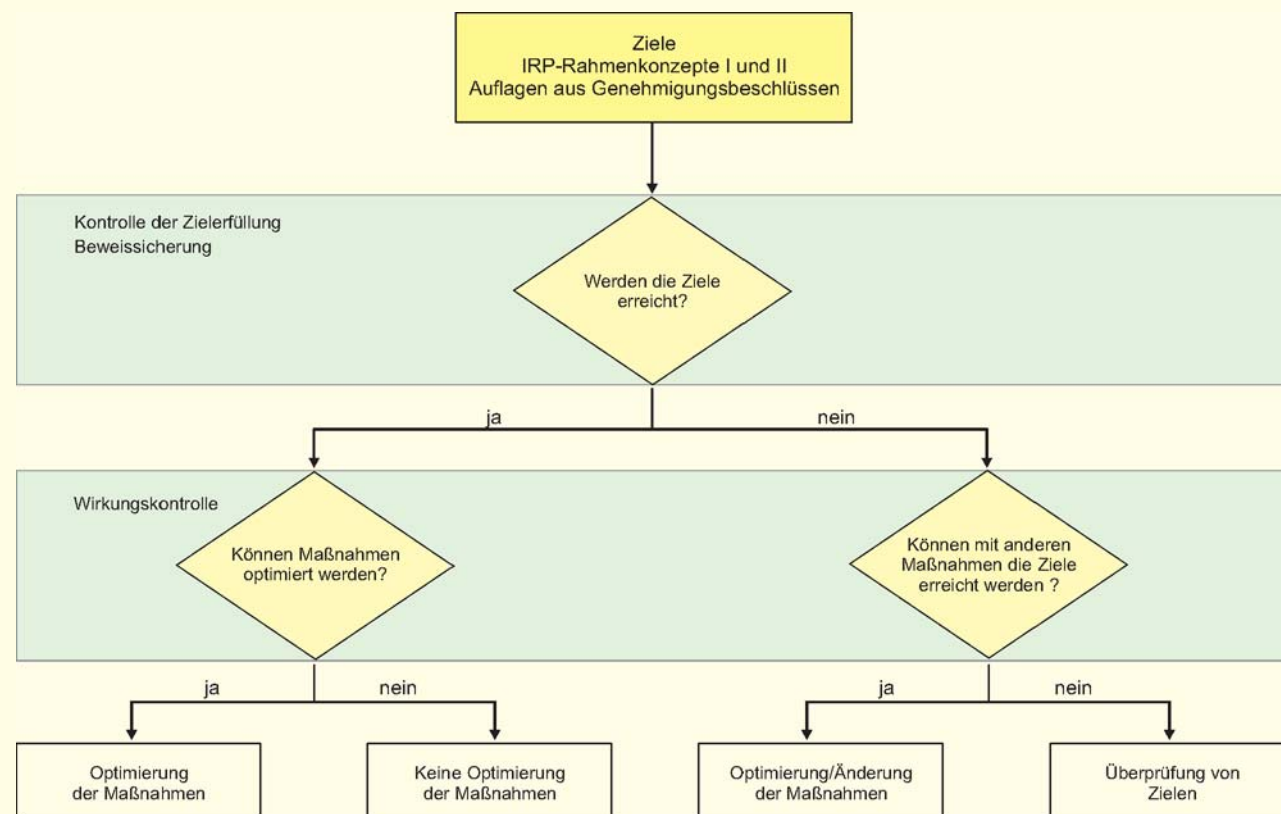 Ziele
IRP-Rahmenkonzepte I und II
Auflagen aus Genehmigungsbeschlüssen
Kontrolle der Zielerfüllung
Beweissicherung
Werden die Ziele
erreicht?
ja
nein
Wirkungskontrolle
Können Maßnahmen
optimiert werden?
Können mit anderen
Maßnahmen die Ziele
erreicht werden ?
ja
nein
ja
nein
Optimierung
der Maßnahmen
Keine Optimierung
der Maßnahmen
Optimierung/Änderung
der Maßnahmen
Überprüfung von
Zielen